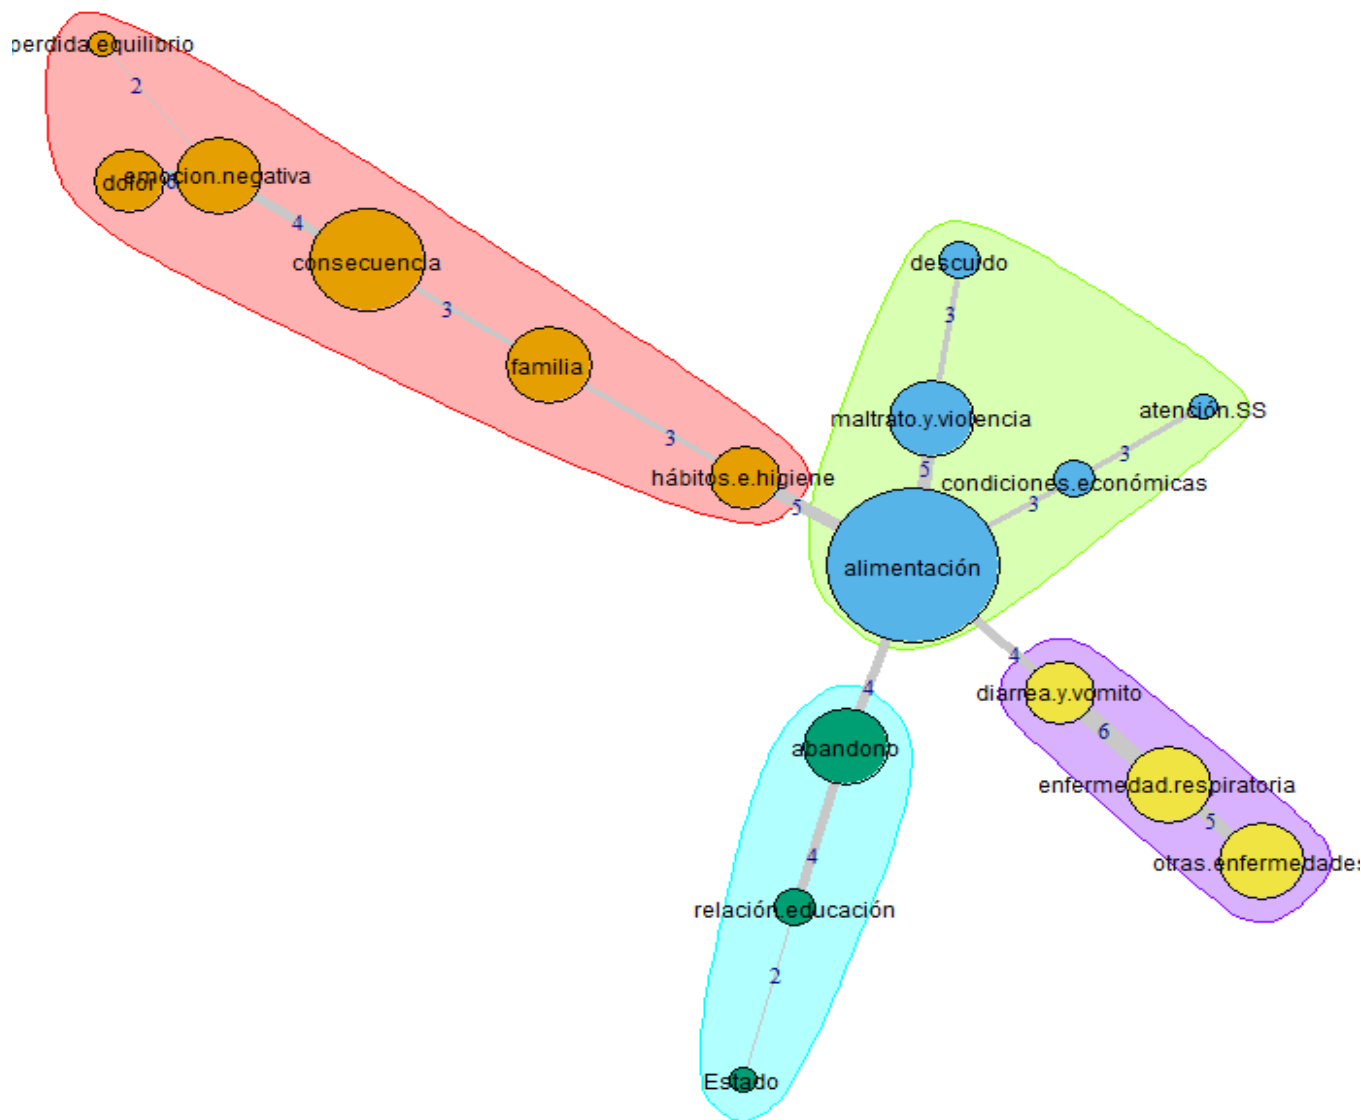 perdida.equilibrio
2
dolor
6
emocion.negativa
4
consecuencia
3
familia
3
hábitos.e.higiene
5
descuido
3
maltrato.y.violencia
5
atención.SS
3
condiciones.económicas
3
alimentación
4
diarrea.y.vomito
6
enfermedad.respiratoria
5
otras.enfermedades
4
abandono
4
relación.educación
2
Estado